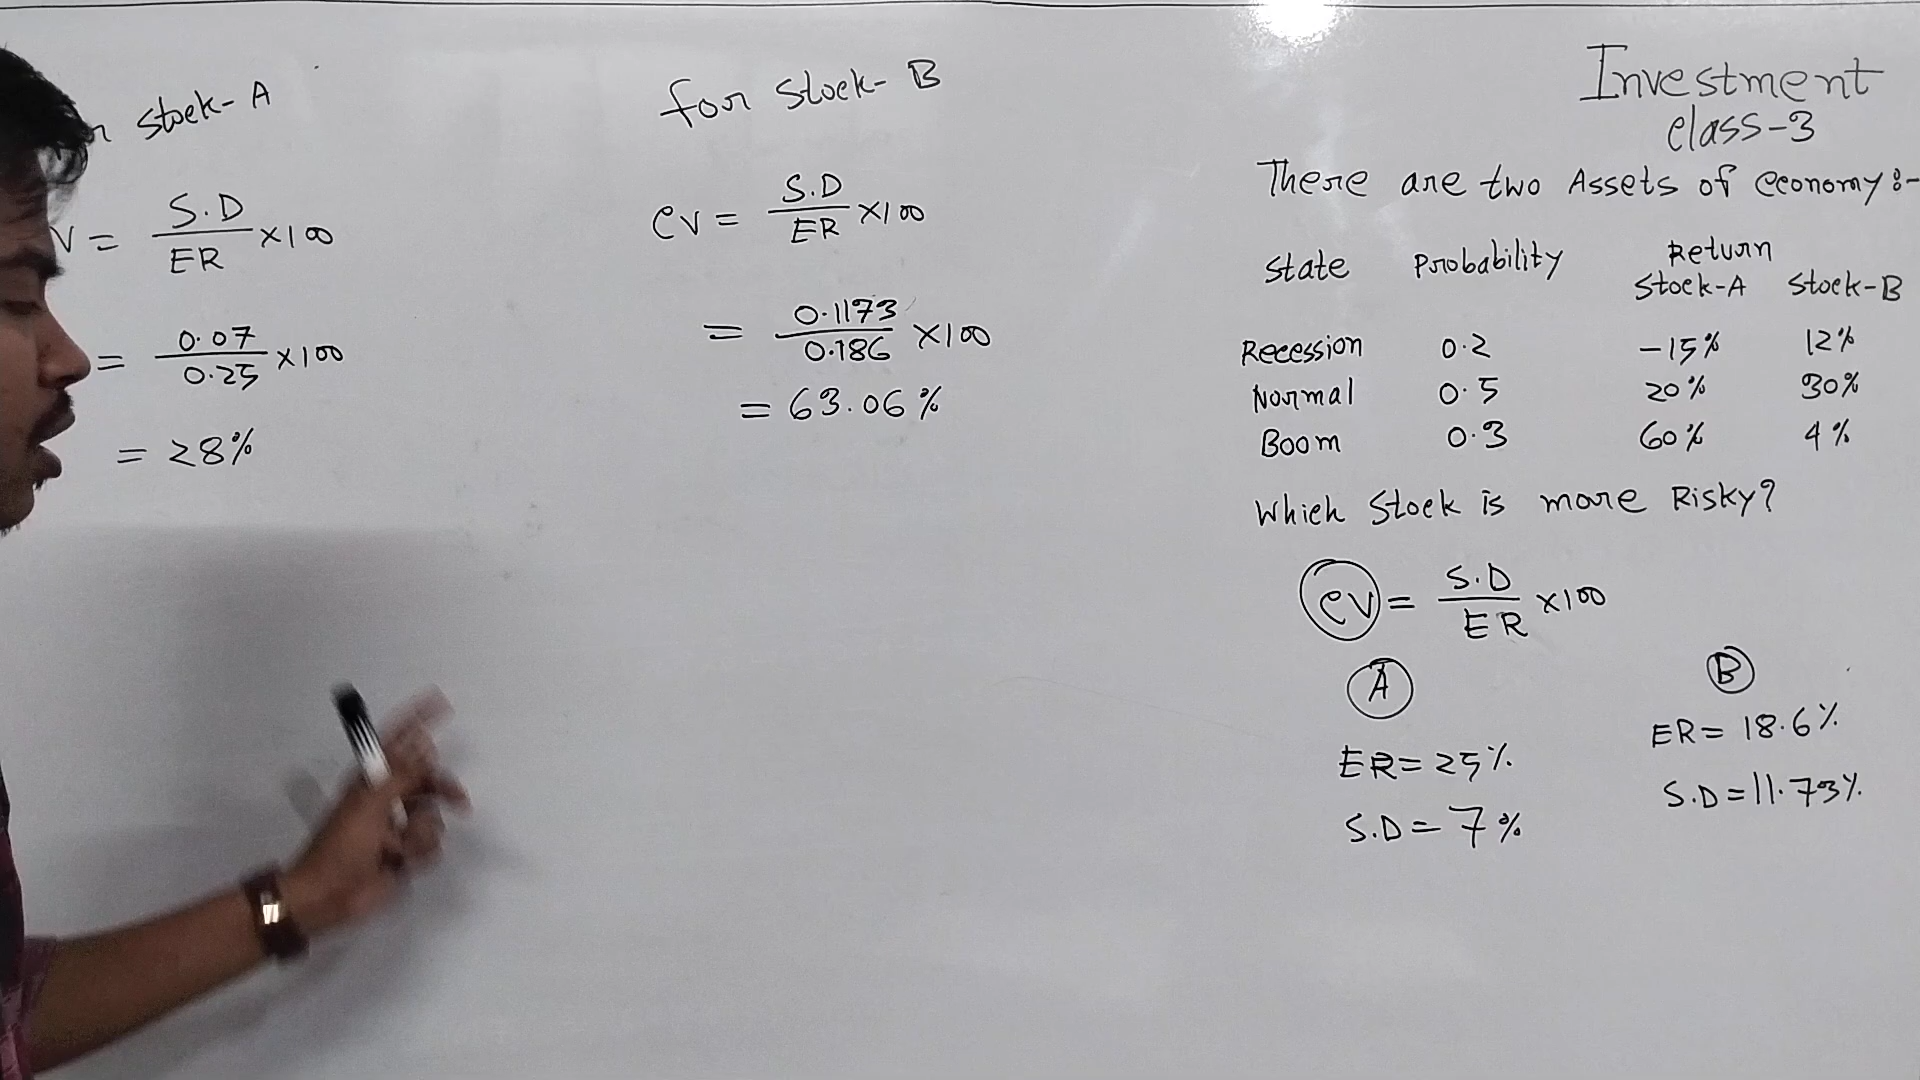 stock-A
= S.D / ER ×100
= 0.07 / 0.25 ×100
= 28%
for stock-B
CV = S.D / ER ×100
= 0.1173 / 0.186 ×100
= 63.06%
Investment
class-3
There are two Assets of economy:-
State Probability Return
Stock-A Stock-B
Recession 0.2 -15% 12%
Normal 0.5 20% 30%
Boom 0.3 60% 4%
Which Stock is more Risky?
CV = S.D / ER ×100
A
ER = 25%
S.D = 7%
B
ER = 18.6%
S.D = 11.73%